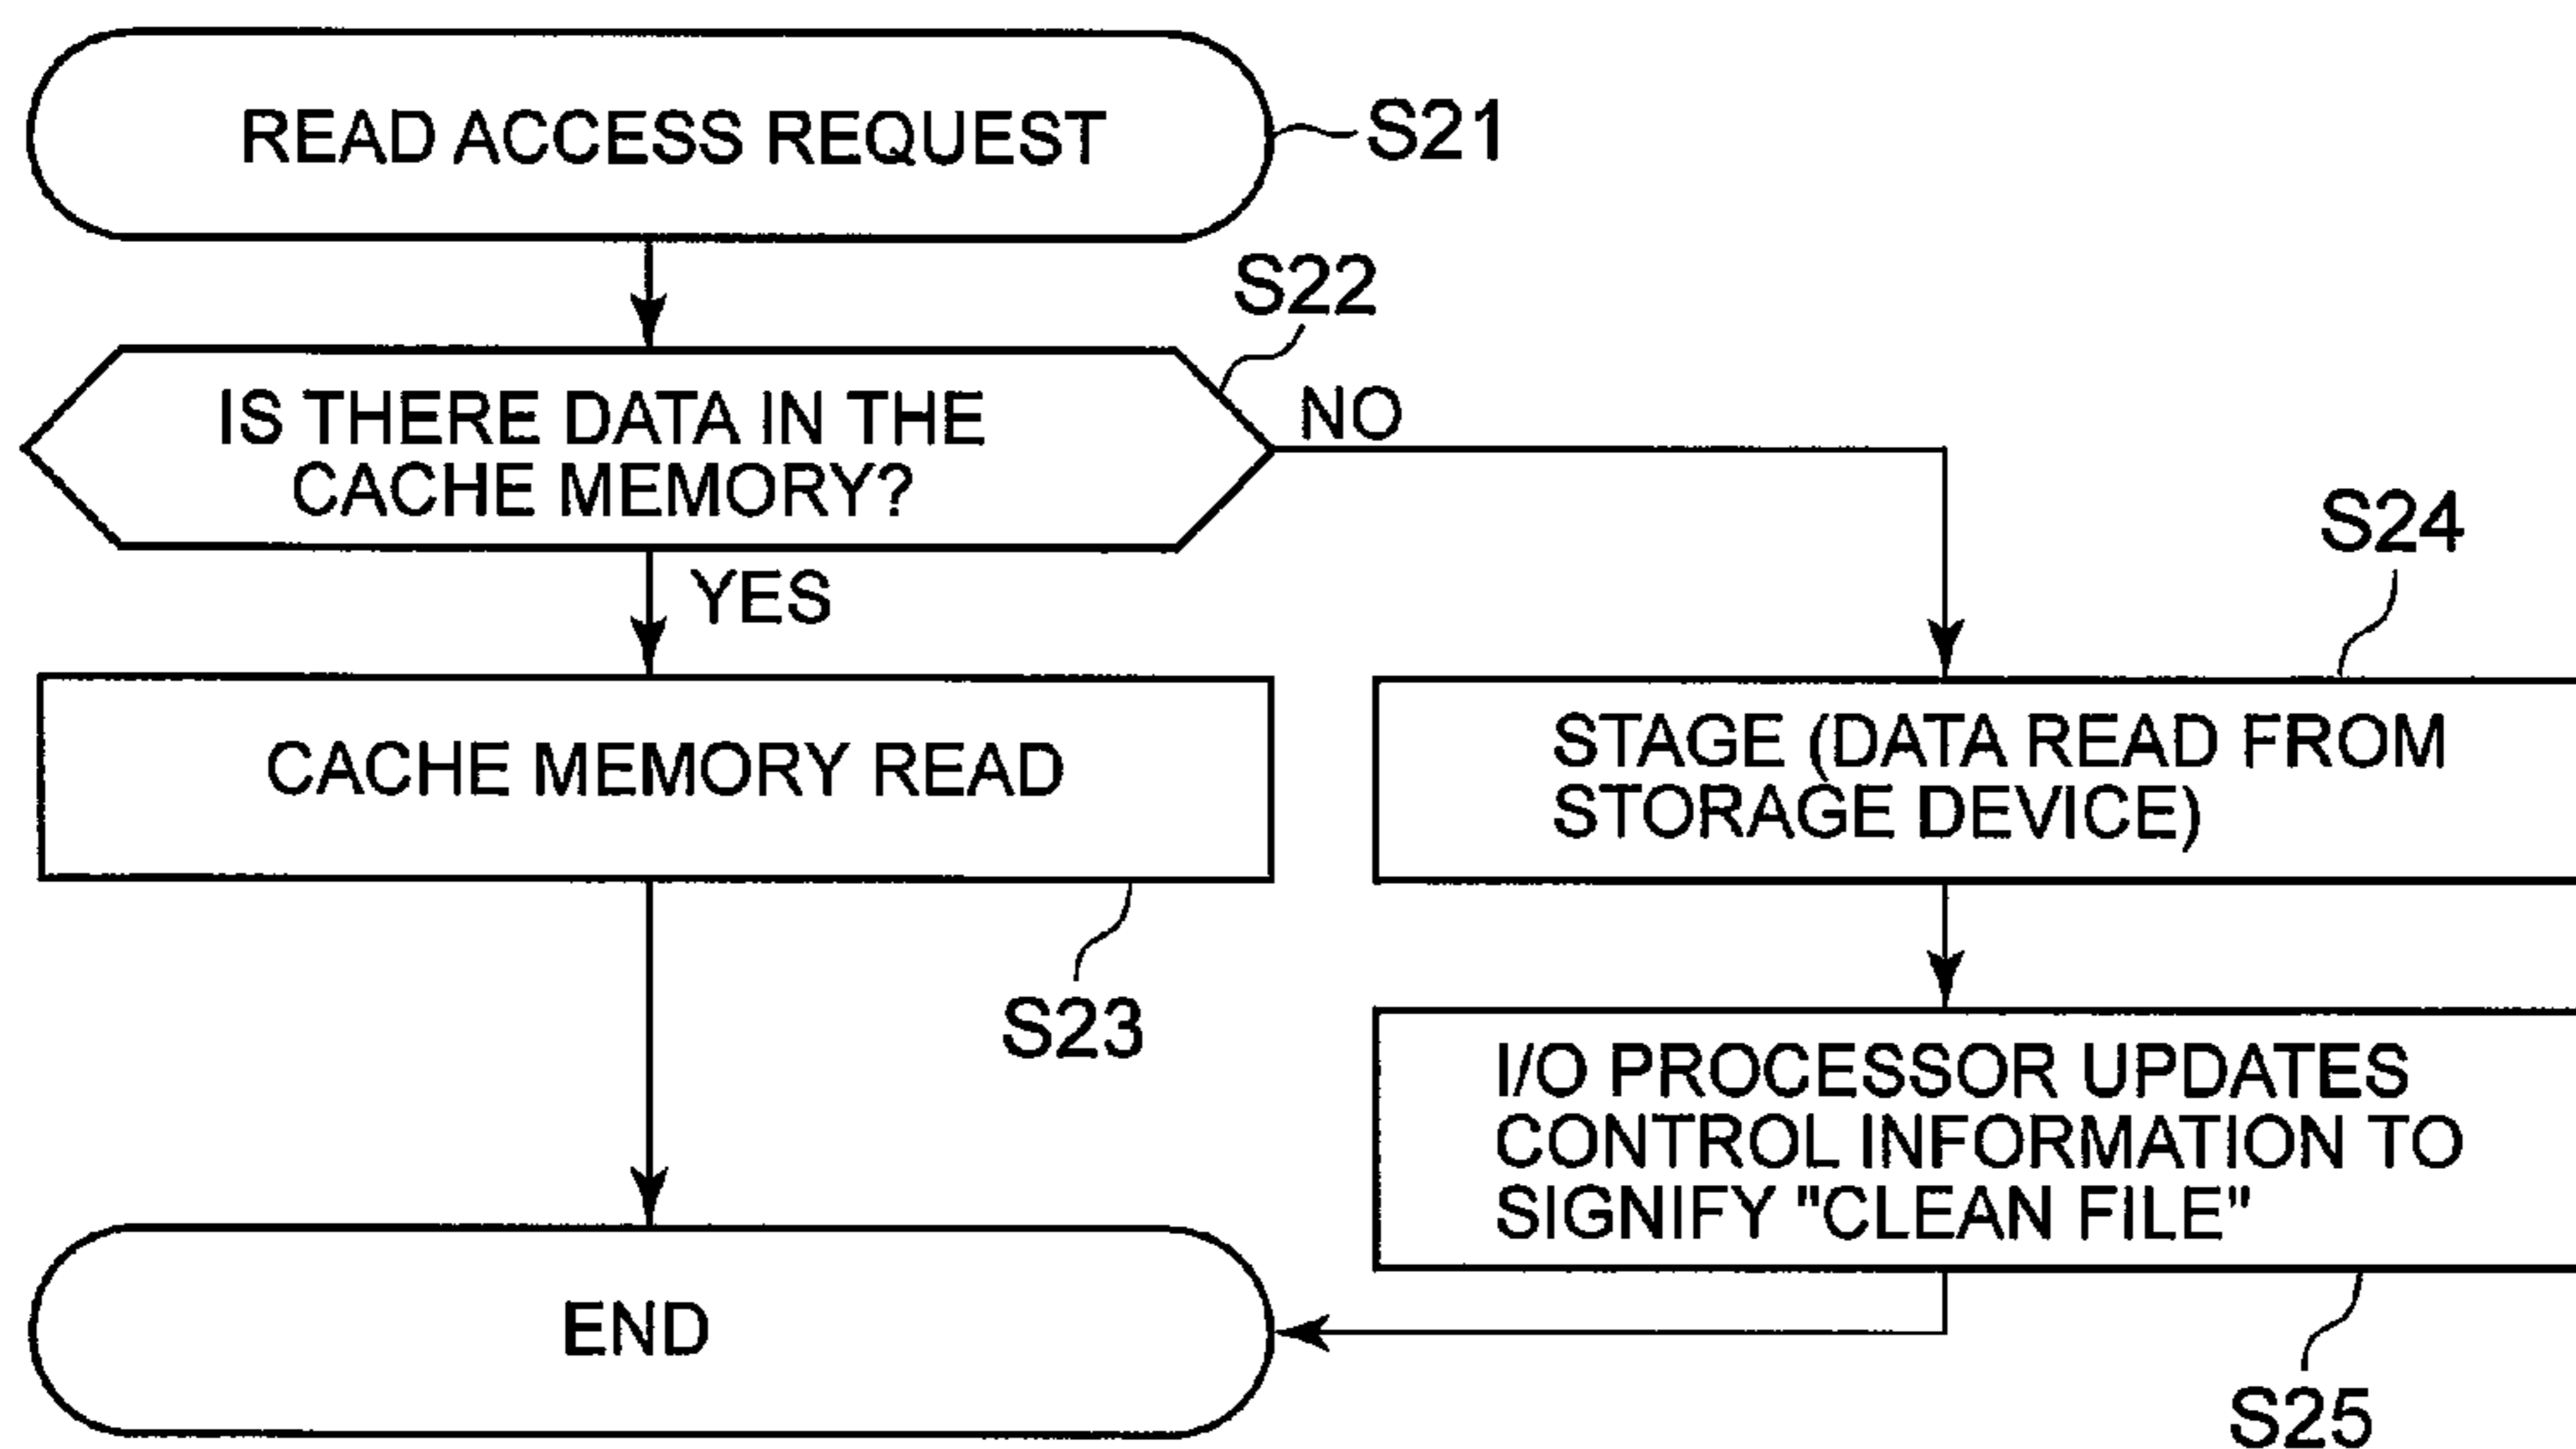 READ ACCESS REQUEST
S21
S22
IS THERE DATA IN THE
CACHE MEMORY?
NO
YES
S24
CACHE MEMORY READ
STAGE (DATA READ FROM
STORAGE DEVICE)
S23
I/O PROCESSOR UPDATES
CONTROL INFORMATION TO
SIGNIFY "CLEAN FILE"
END
S25